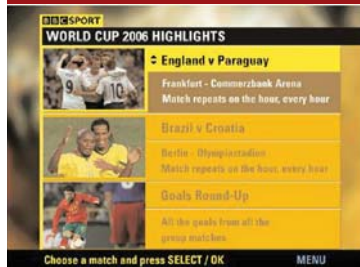 BBC SPORT
WORLD CUP 2006 HIGHLIGHTS
England v Paraguay
Frankfurt - Commerzbank Arena
Match repeats on the hour, every hour
Brazil v Croatia
Berlin - Olympiastadion
Match repeats on the hour, every hour
Goals Round-Up
All the goals from all the
group matches
Choose a match and press SELECT / OK
MENU